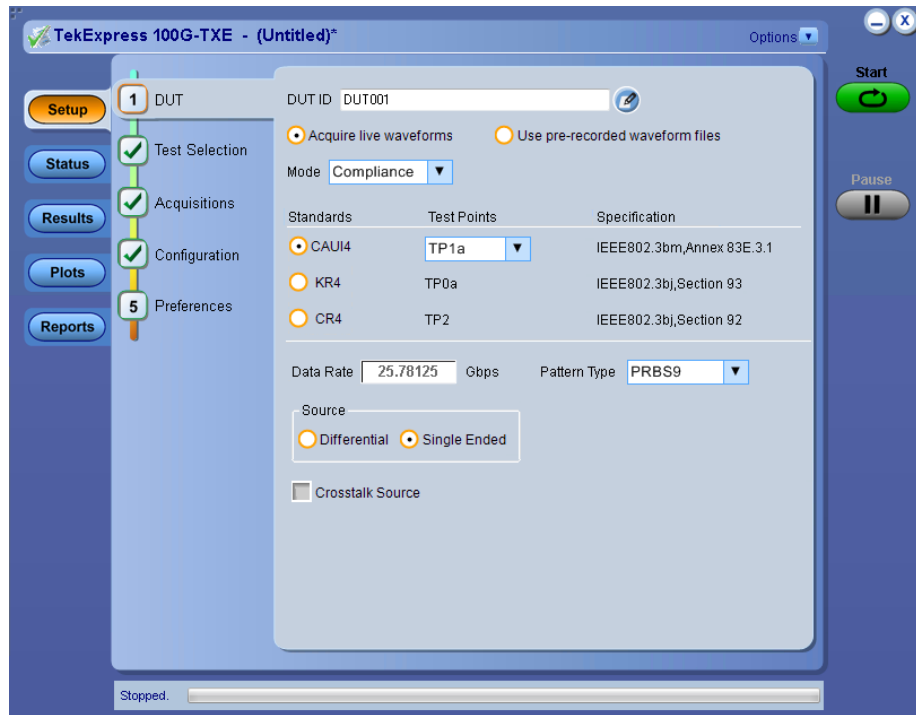 TekExpress 100G-TXE - (Untitled)*
Options
Start
Pause
Setup
Status
Results
Plots
Reports
1 DUT
Test Selection
Acquisitions
Configuration
5 Preferences
DUT ID DUT001
Acquire live waveforms Use pre-recorded waveform files
Mode Compliance
Standards Test Points Specification
CAUI4 TP1a IEEE802.3bm,Annex 83E.3.1
KR4 TP0a IEEE802.3bj,Section 93
CR4 TP2 IEEE802.3bj,Section 92
Data Rate 25.78125 Gbps Pattern Type PRBS9
Source
Differential Single Ended
Crosstalk Source
Stopped.